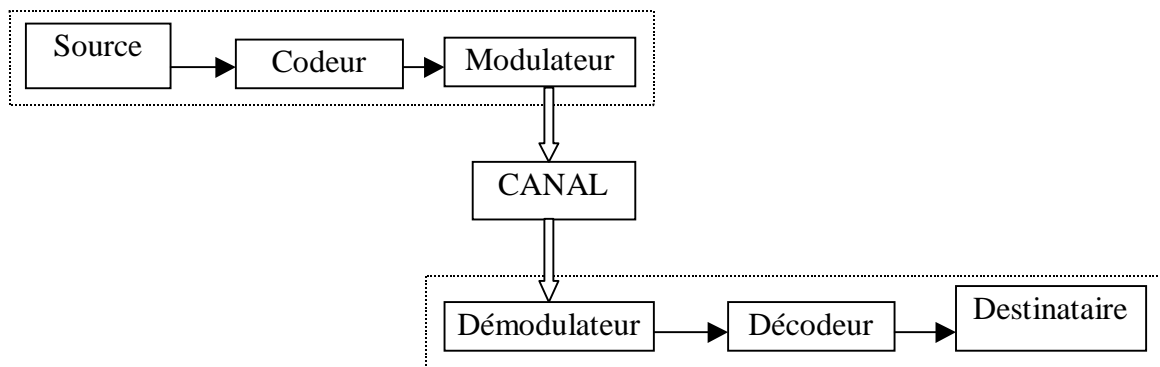 Source
Codeur
Modulateur
CANAL
Démodulateur
Décodeur
Destinataire